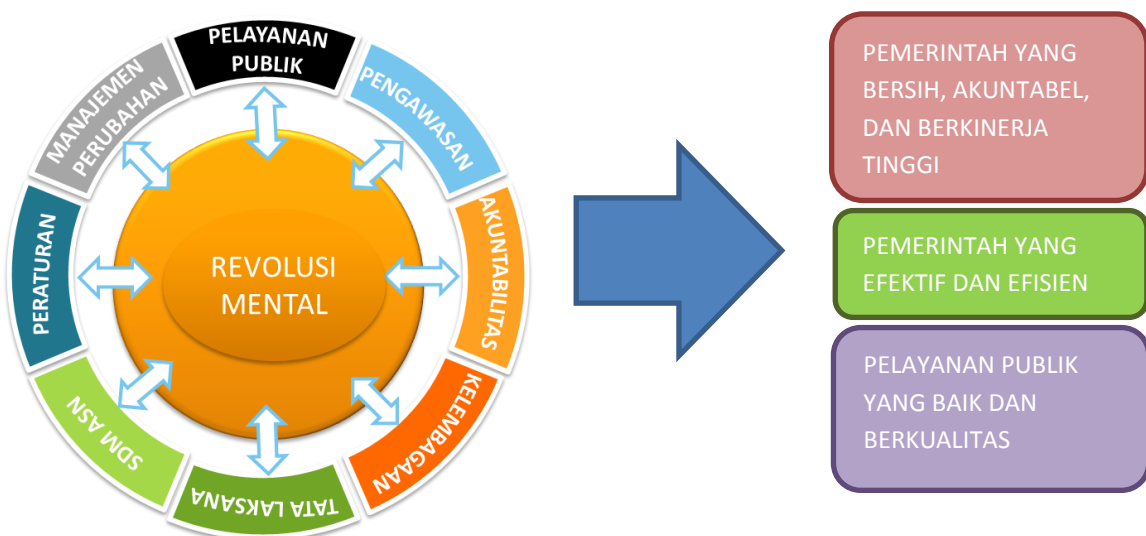 PELAYANAN
PUBLIK
PENGAWASAN
AKUNTABILITAS
KELEMBAGAAN
TATA LAKSANA
SDM ASN
PERATURAN
MANAJEMEN
PERUBAHAN
REVOLUSI
MENTAL
PEMERINTAH YANG
BERSIH, AKUNTABEL,
DAN BERKINERJA
TINGGI
PEMERINTAH YANG
EFEKTIF DAN EFISIEN
PELAYANAN PUBLIK
YANG BAIK DAN
BERKUALITAS